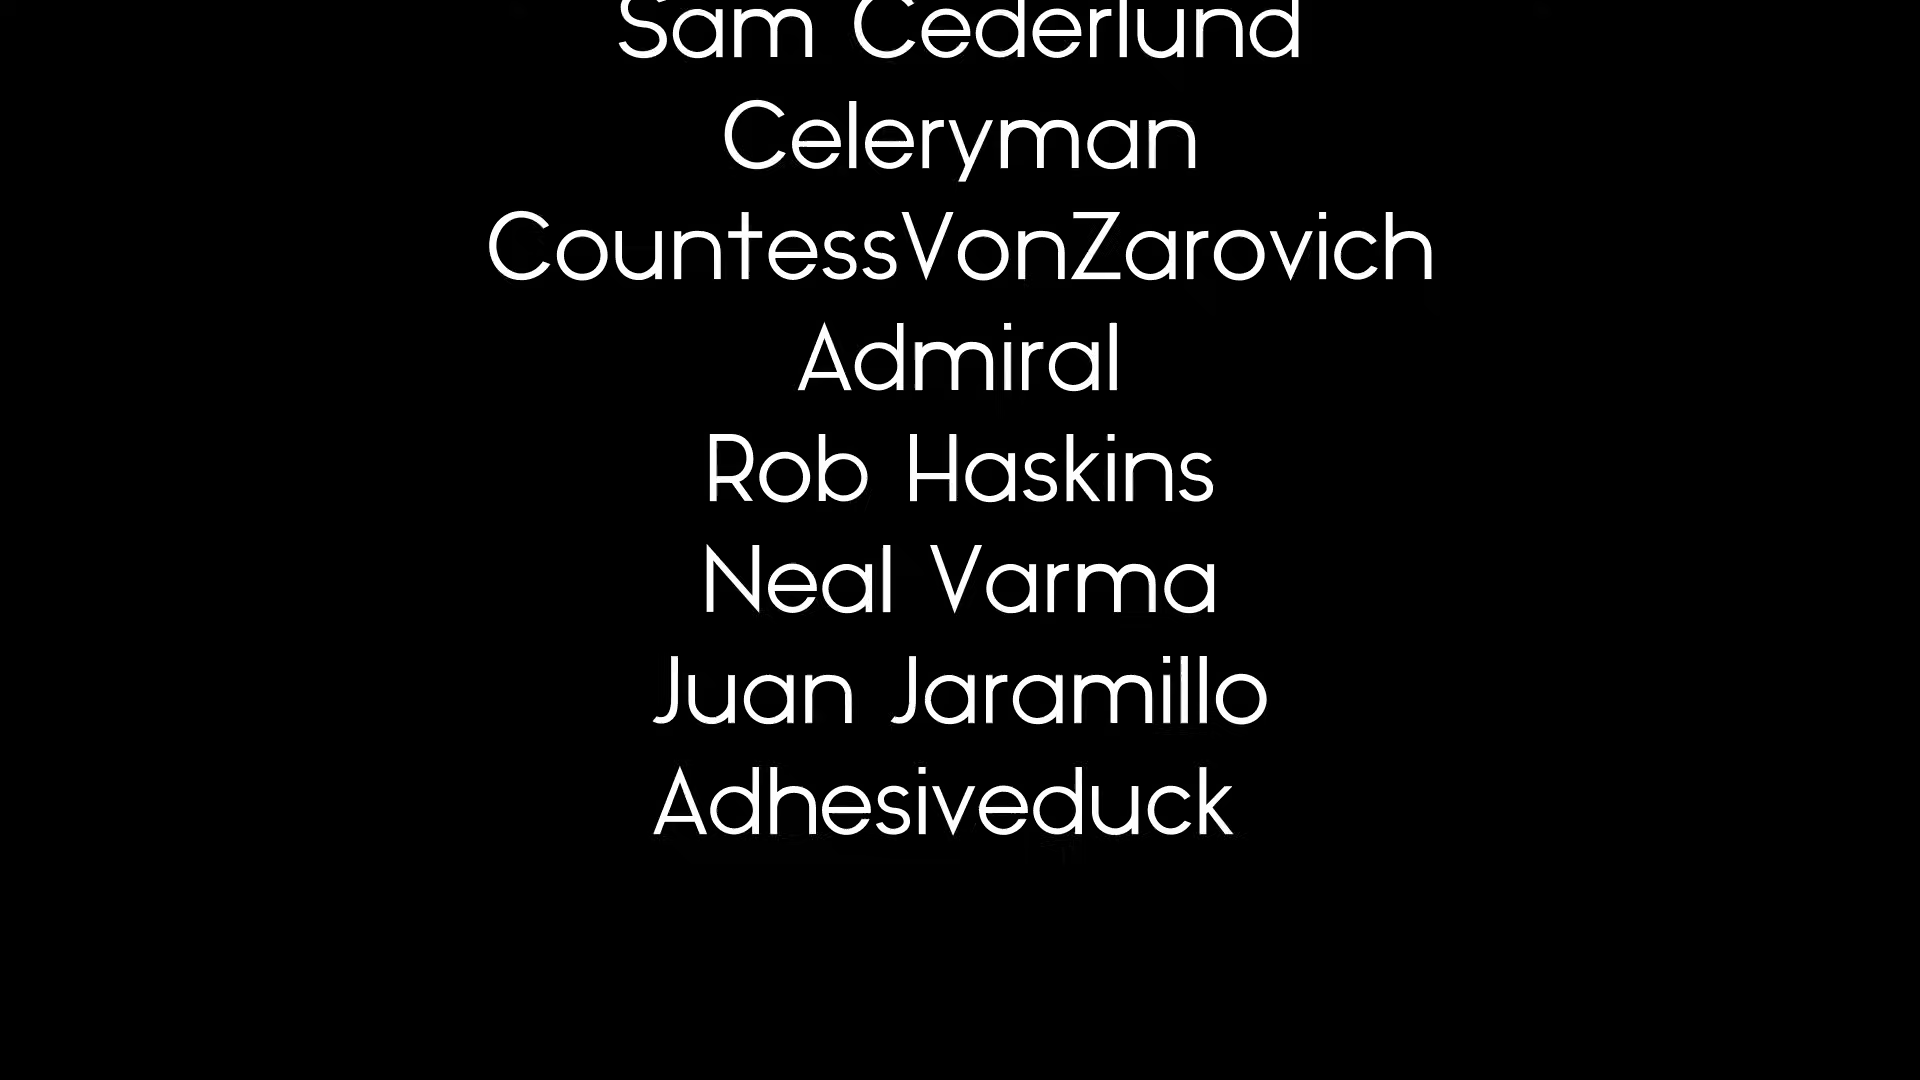 Sam Cederlund
Celeryman
CountessVonZarovich
Admiral
Rob Haskins
Neal Varma
Juan Jaramillo
Adhesiveduck